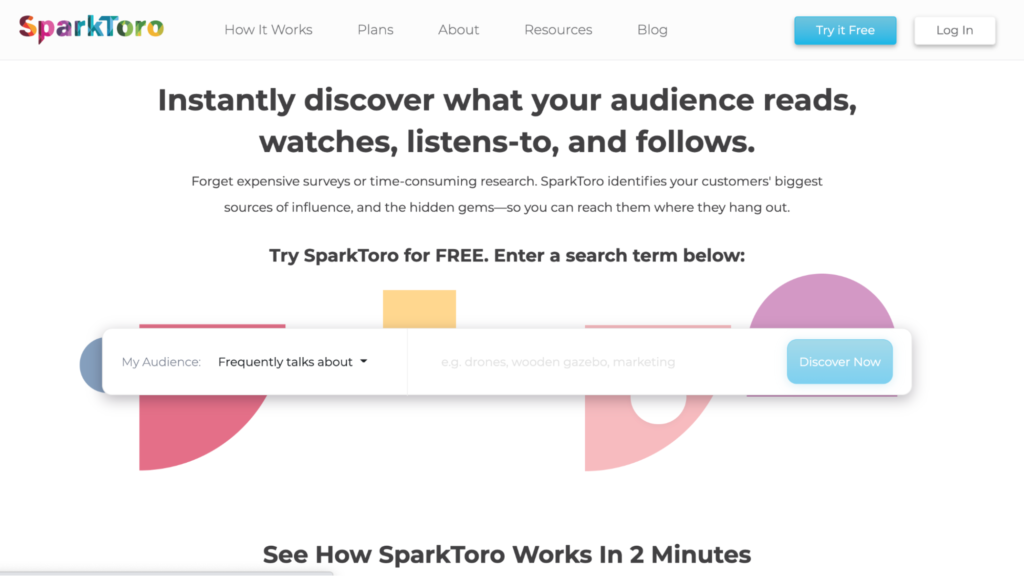 SparkToro
How It Works
Plans
About
Resources
Blog
Try it Free
Log In
Instantly discover what your audience reads,
watches, listens-to, and follows.
Forget expensive surveys or time-consuming research. SparkToro identifies your customers' biggest
sources of influence, and the hidden gems—so you can reach them where they hang out.
Try SparkToro for FREE. Enter a search term below:
My Audience: Frequently talks about
e.g. drones, wooden gazebo, marketing
Discover Now
See How SparkToro Works In 2 Minutes